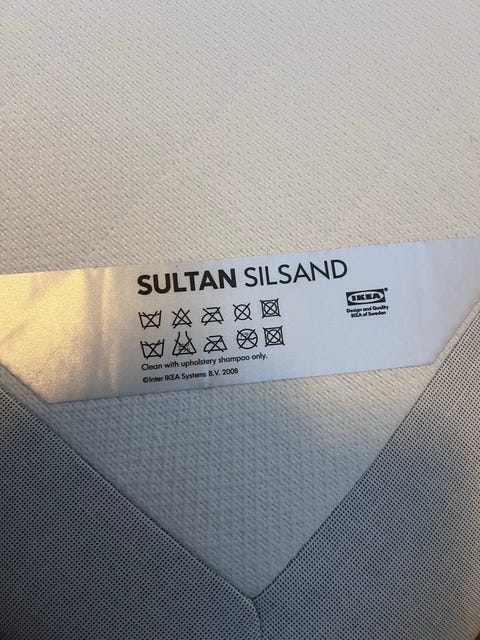 SULTAN SILSAND
IKEA®
Design and Quality
IKEA of Sweden
Clean with upholstery shampoo only.
©Inter IKEA Systems B.V. 2008